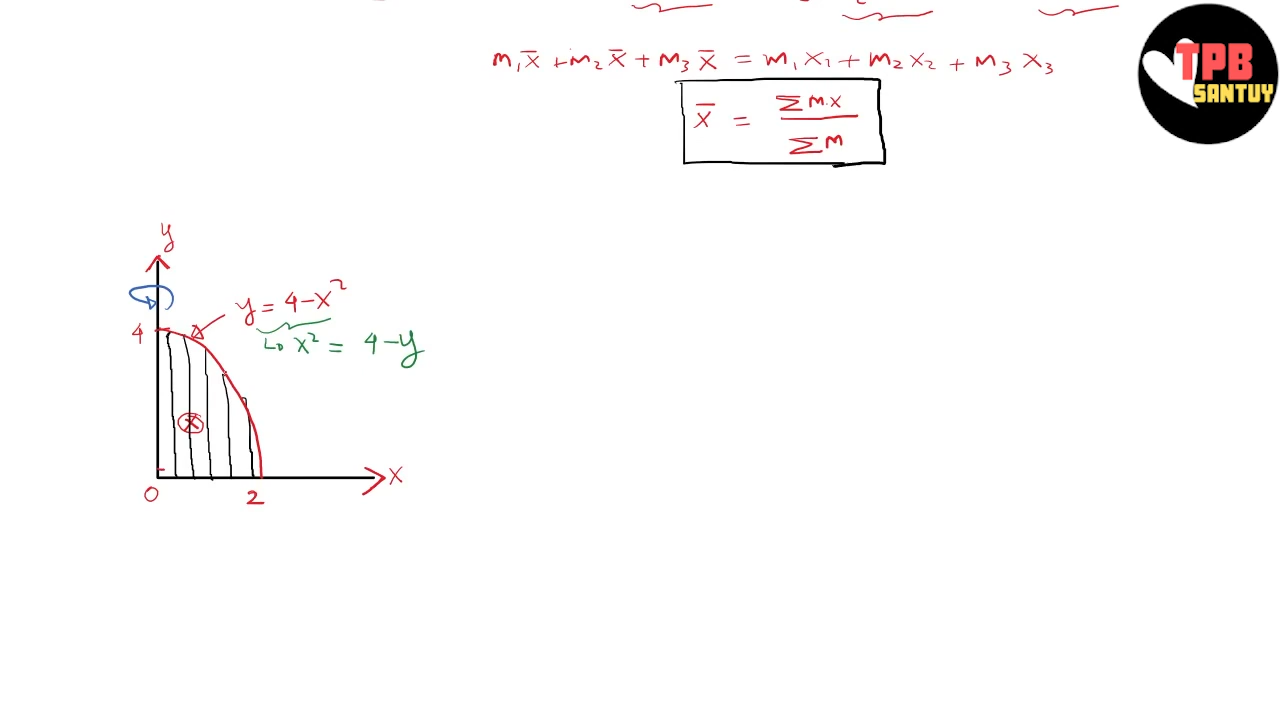 m₁x̄ + m₂x̄ + m₃x̄ = m₁x₁ + m₂x₂ + m₃x₃
x̄ = Σm.x / Σm
TPB
SANTUY
y
y = 4-x²
4
x² = 4-y
x̄
x
0
2